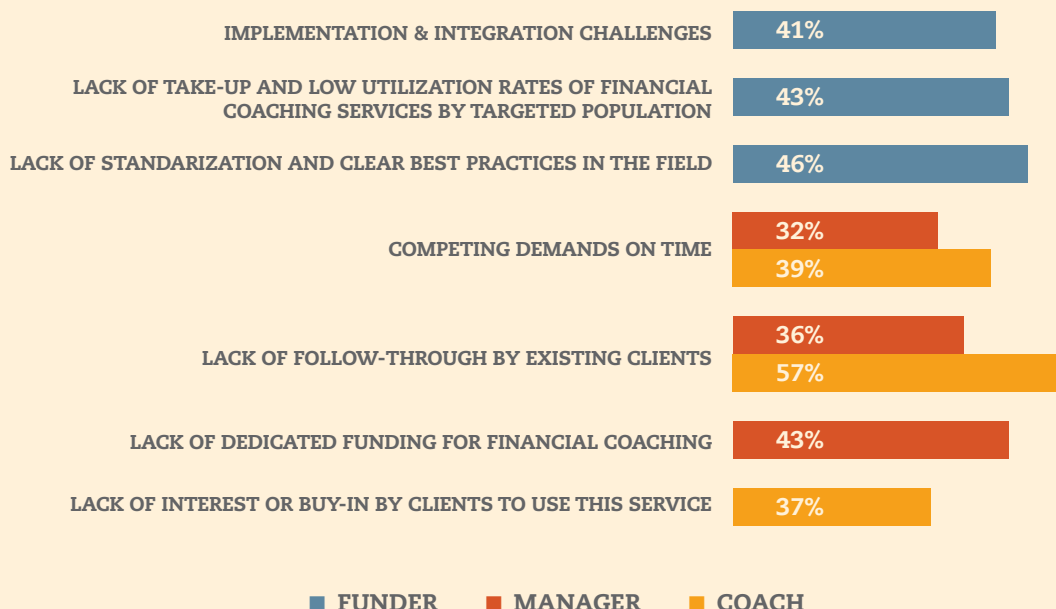 IMPLEMENTATION & INTEGRATION CHALLENGES
41%
LACK OF TAKE-UP AND LOW UTILIZATION RATES OF FINANCIAL
COACHING SERVICES BY TARGETED POPULATION
43%
LACK OF STANDARIZATION AND CLEAR BEST PRACTICES IN THE FIELD
46%
COMPETING DEMANDS ON TIME
32%
39%
LACK OF FOLLOW-THROUGH BY EXISTING CLIENTS
36%
57%
LACK OF DEDICATED FUNDING FOR FINANCIAL COACHING
43%
LACK OF INTEREST OR BUY-IN BY CLIENTS TO USE THIS SERVICE
37%
FUNDER MANAGER COACH